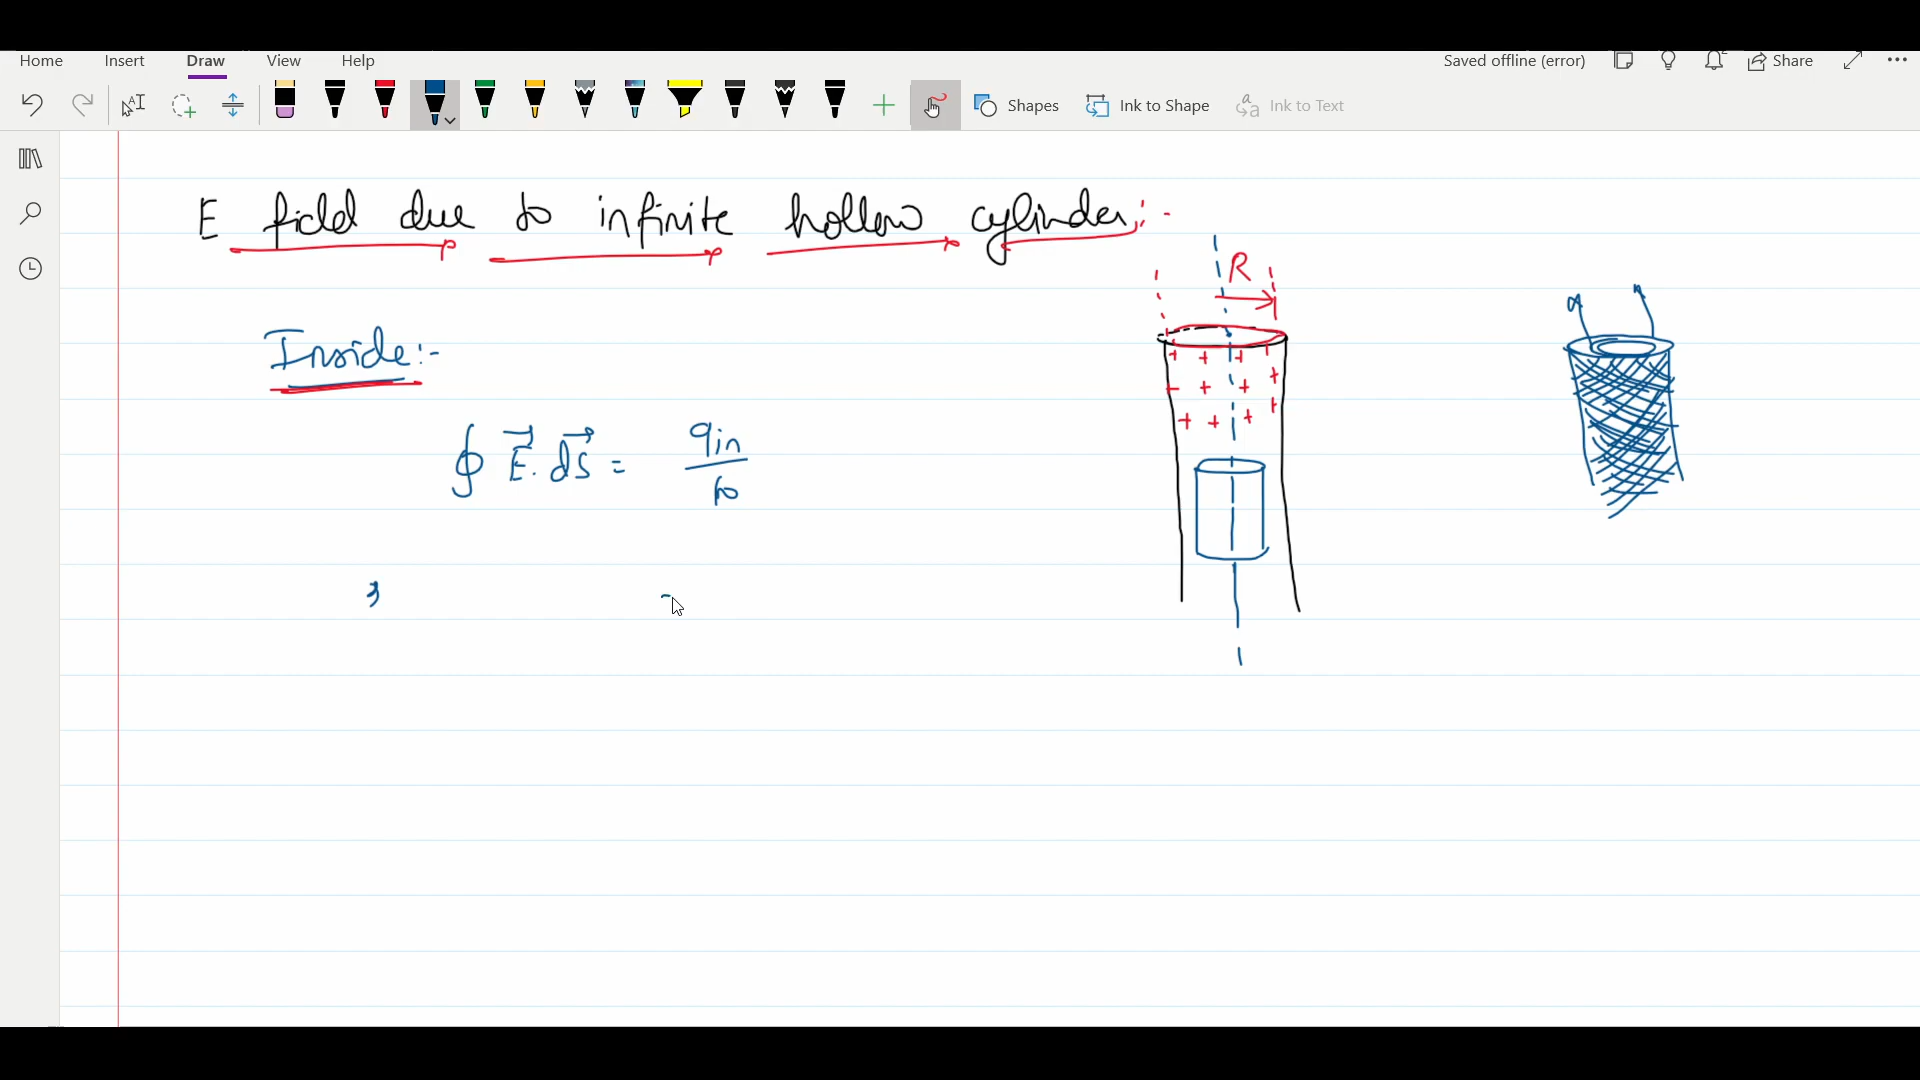 Home Insert Draw View Help Saved offline (error) Share
Shapes Ink to Shape Ink to Text
E field due to infinite hollow cylinder:-
R
Inside:-
∮ E⃗. ds⃗ = qin/ϵ0